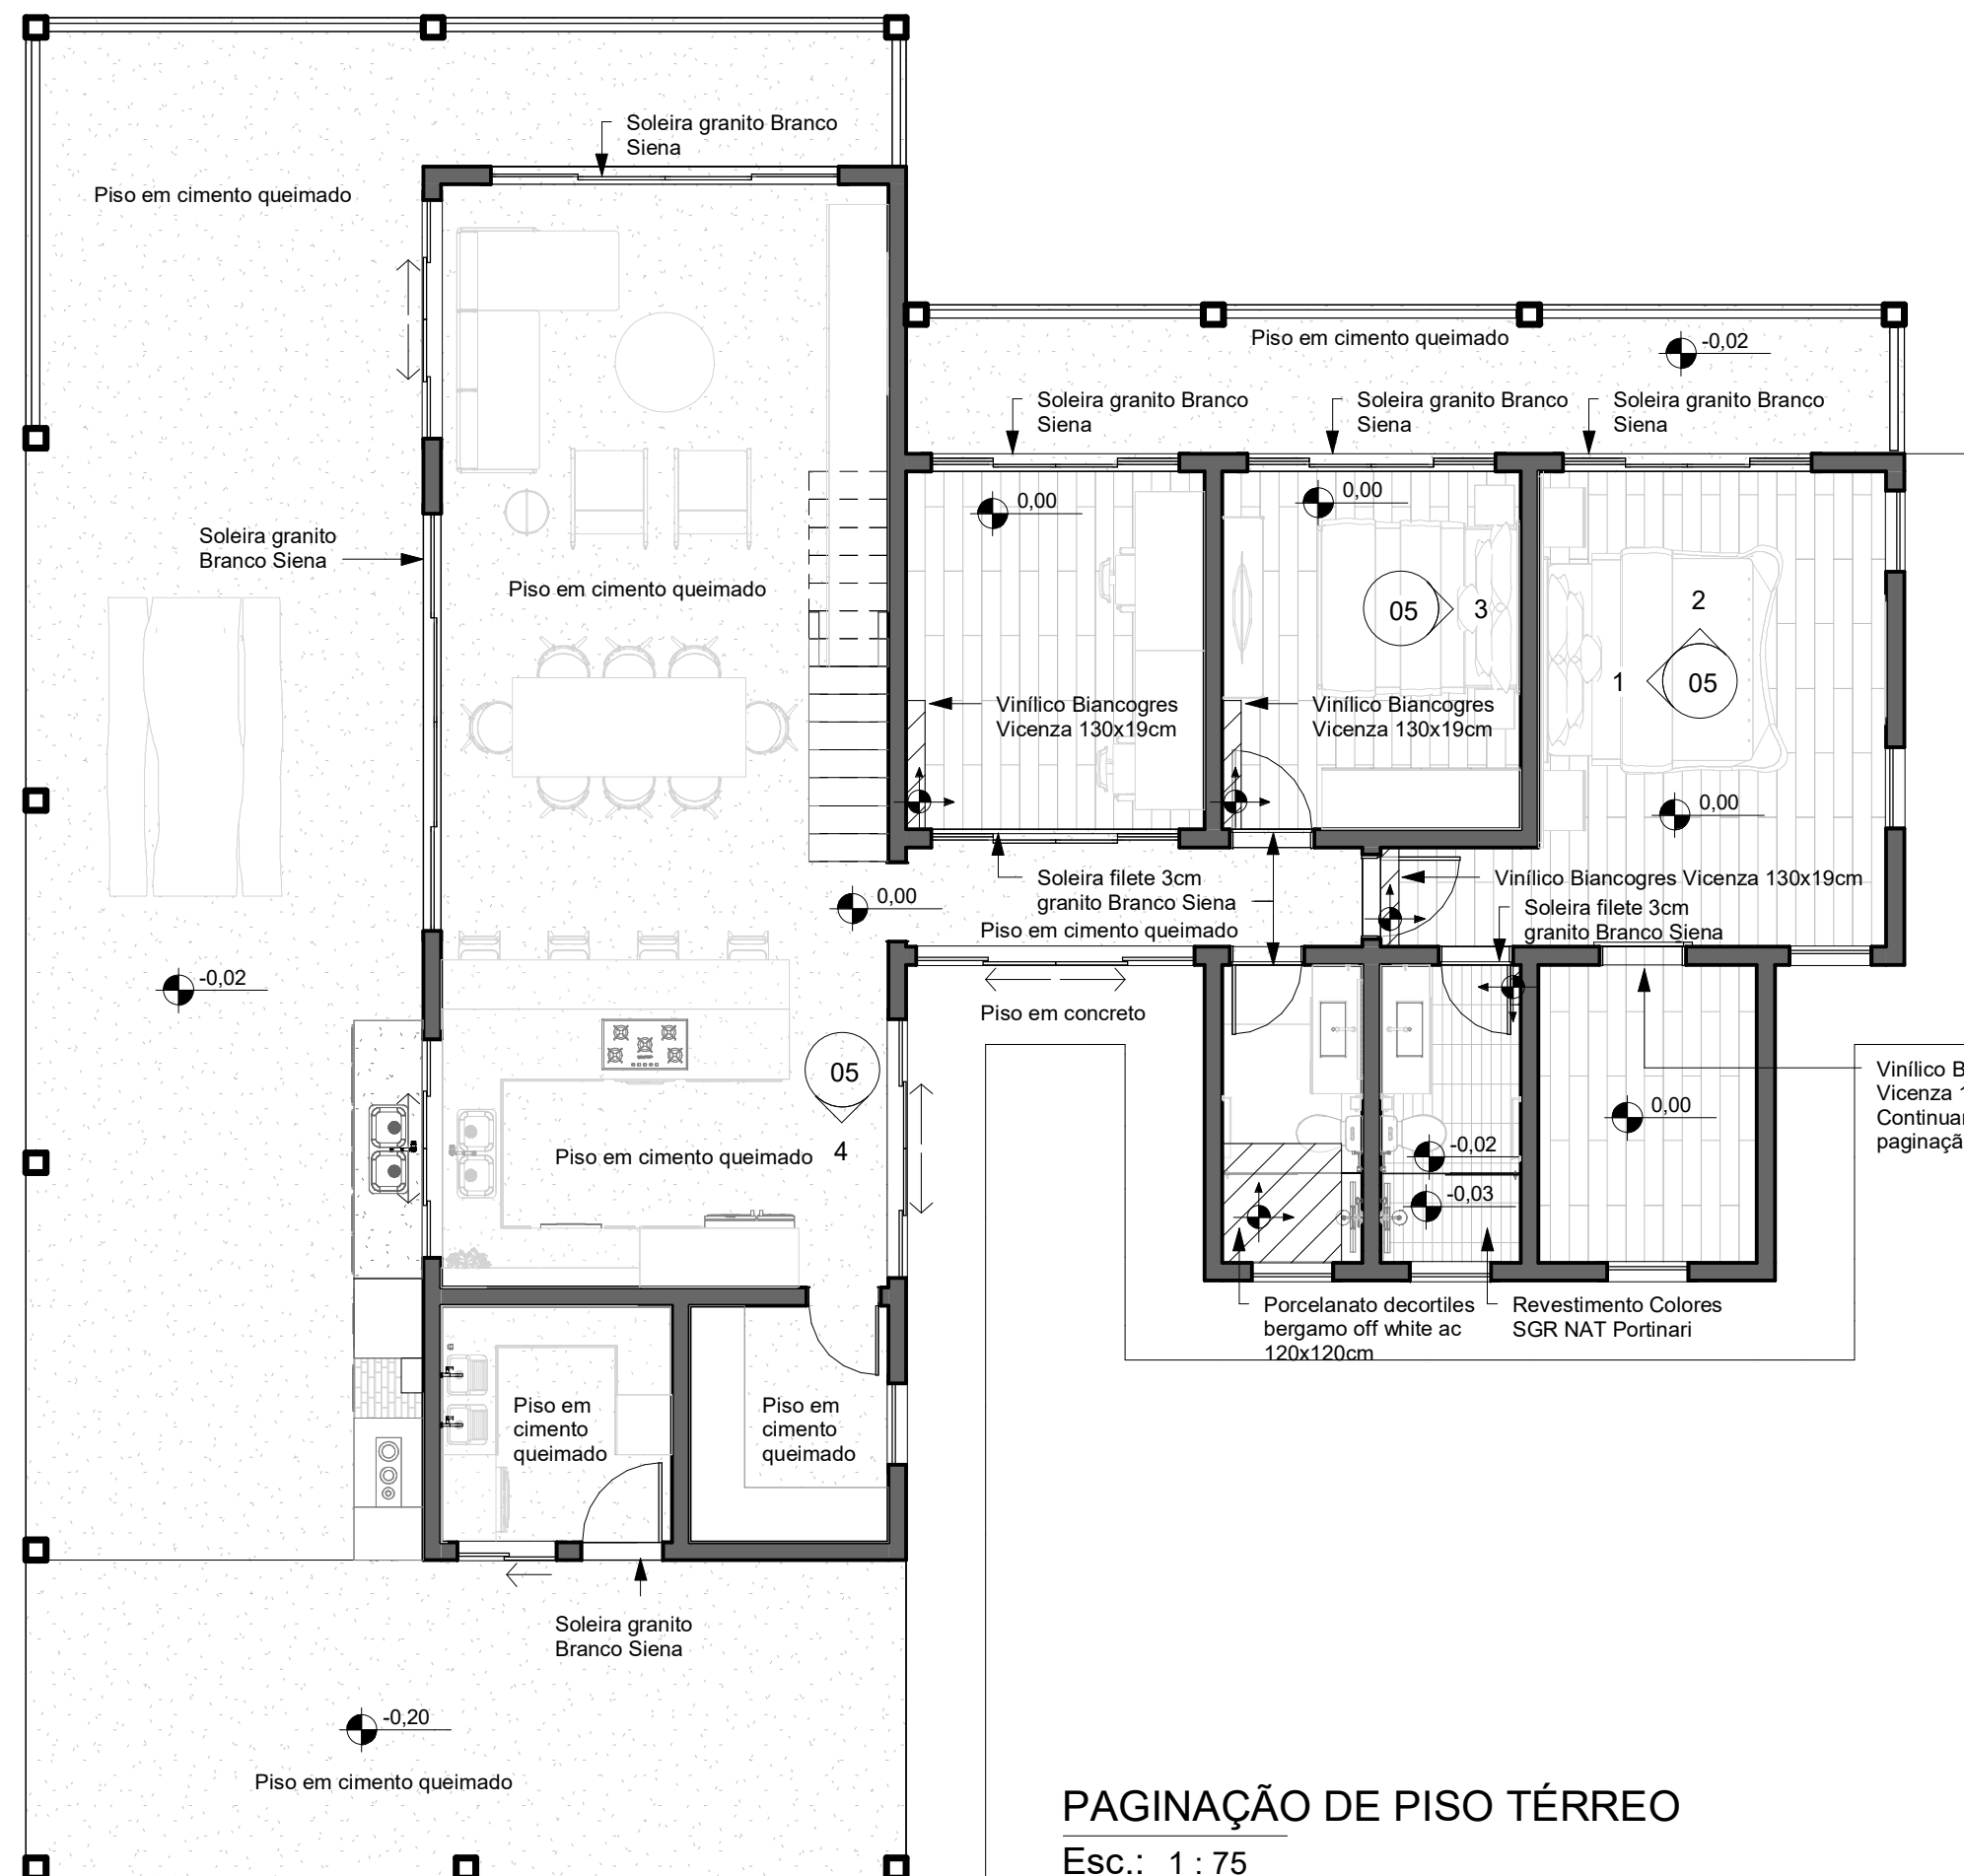 Soleira granito Branco
Siena
Piso em cimento queimado
Piso em cimento queimado
-0,02
Soleira granito Branco
Siena
Soleira granito Branco
Siena
Soleira granito Branco
Siena
0,00
0,00
Soleira granito
Branco Siena
Piso em cimento queimado
05
3
2
1
05
Vinílico Biancogres
Vicenza 130x19cm
Vinílico Biancogres
Vicenza 130x19cm
0,00
0,00
Soleira filete 3cm
granito Branco Siena
Piso em cimento queimado
Vinílico Biancogres Vicenza 130x19cm
Soleira filete 3cm
granito Branco Siena
-0,02
Piso em concreto
05
4
Piso em cimento queimado
Vinílico B
Vicenza 1
Continuar
paginaçã
0,00
-0,02
-0,03
Porcelanato decortiles
bergamo off white ac
120x120cm
Revestimento Colores
SGR NAT Portinari
Piso em
cimento
queimado
Piso em
cimento
queimado
Soleira granito
Branco Siena
-0,20
Piso em cimento queimado
PAGINAÇÃO DE PISO TÉRREO
Esc.: 1 : 75